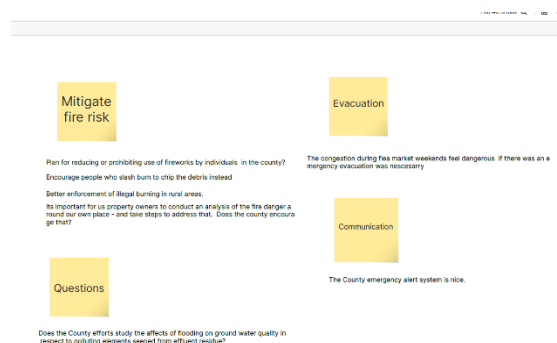 Mitigate
fire risk
Plan for reducing or prohibiting use of fireworks by individuals in the county?
Encourage people who slash burn to chip the debris instead
Better enforcement of illegal burning in rural areas.
Its important for us property owners to conduct an analysis of the fire danger a
round our own place - and take steps to address that. Does the county encoura
ge that?
Evacuation
The congestion during flea market weekends feel dangerous if there was an e
mergency evacuation was nescesarry
Communication
The County emergency alert system is nice.
Questions
Does the County efforts study the affects of flooding on ground water quality in
respect to polluting elements seeped from effluent residue?